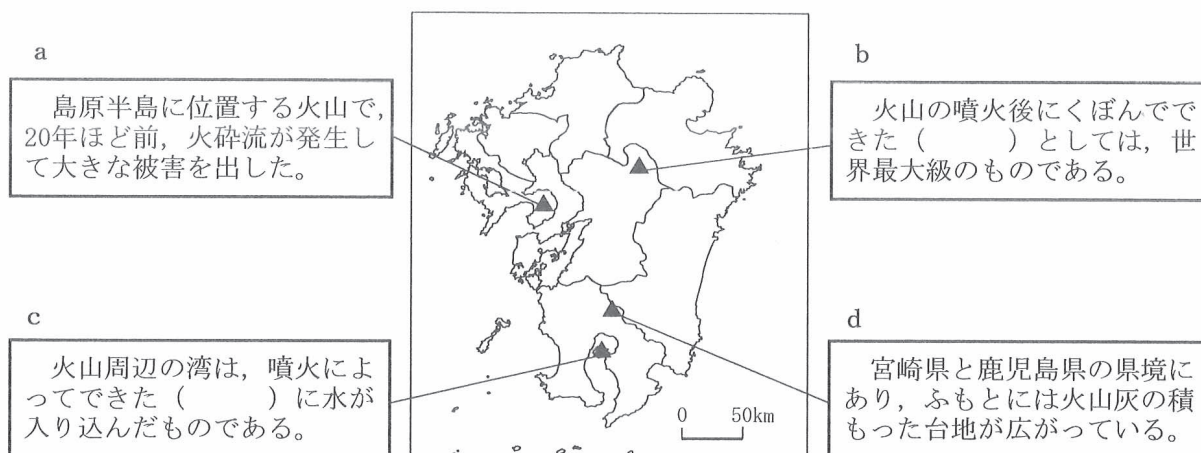 a
島原半島に位置する火山で,
20年ほど前, 火砕流が発生し
て大きな被害を出した。
b
火山の噴火後にくぼんでで
きた（　　　）としては, 世
界最大級のものである。
c
火山周辺の湾は, 噴火によ
ってできた（　　　）に水が
入り込んだものである。
d
宮崎県と鹿児島県の県境に
あり, ふもとには火山灰の積
もった台地が広がっている。
0　50km